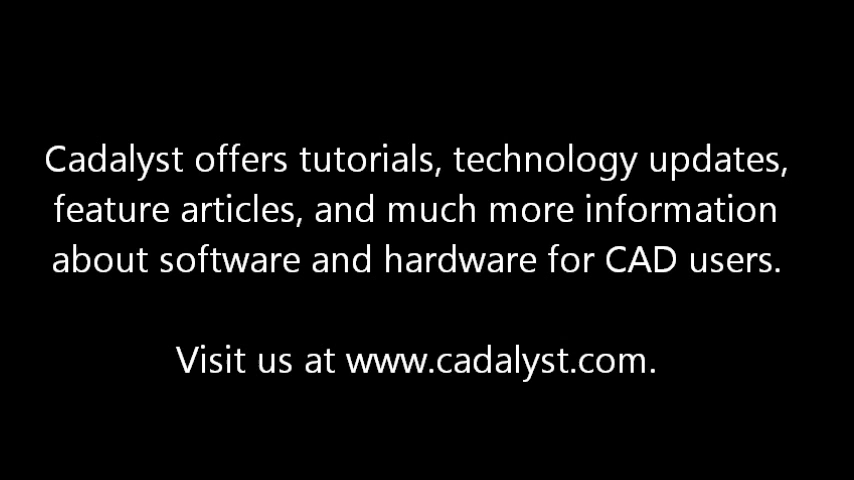 Cadalyst offers tutorials, technology updates,
feature articles, and much more information
about software and hardware for CAD users.
Visit us at www.cadalyst.com.